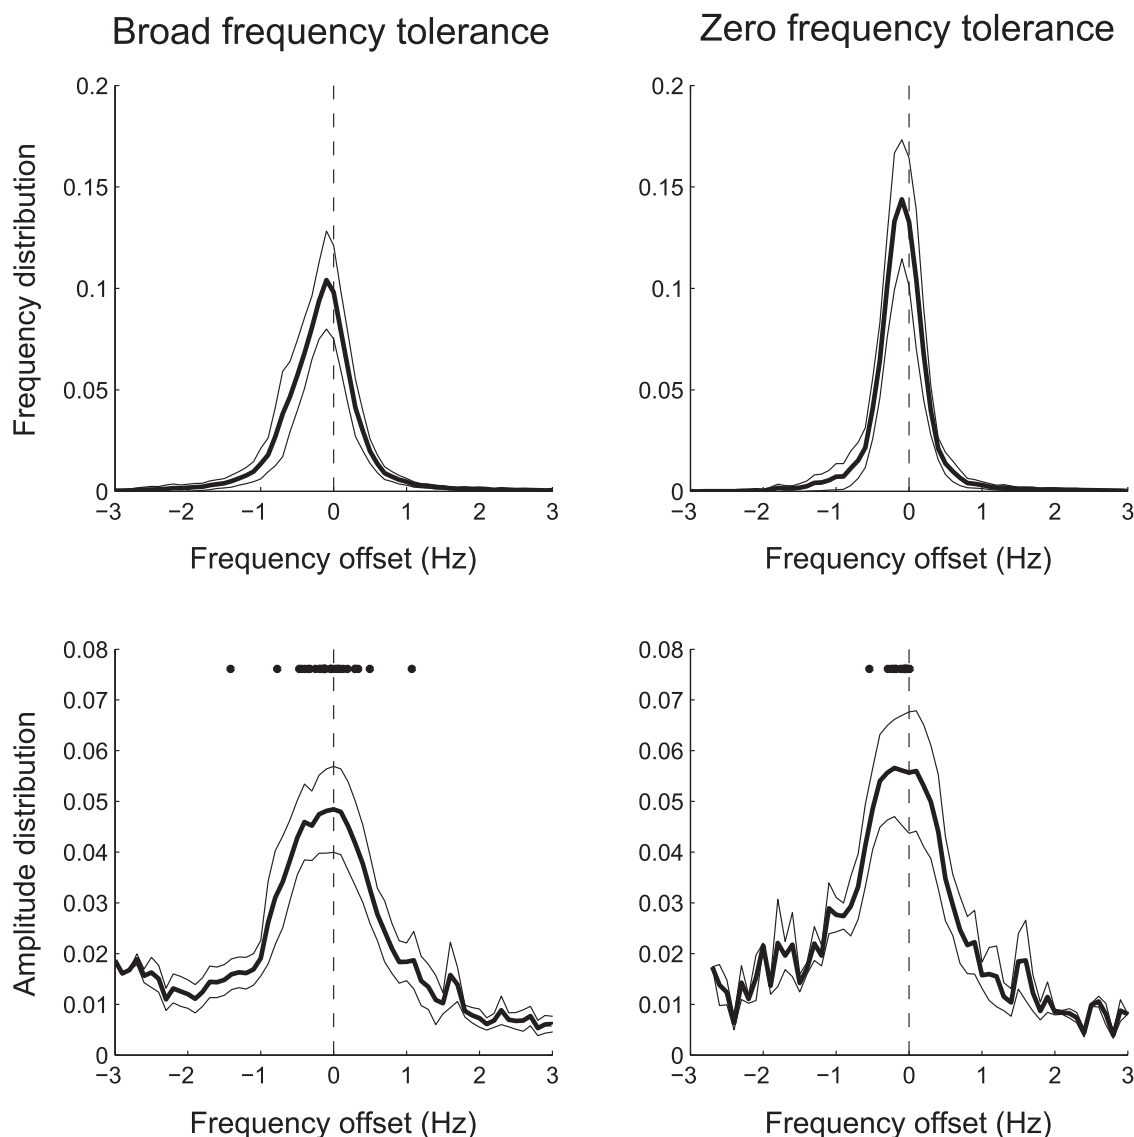 Broad frequency tolerance
Zero frequency tolerance
Frequency distribution
0.2
0.15
0.1
0.05
0
−3 −2 −1 0 1 2 3
Frequency offset (Hz)
0.2
0.15
0.1
0.05
0
−3 −2 −1 0 1 2 3
Frequency offset (Hz)
Amplitude distribution
0.08
0.07
0.06
0.05
0.04
0.03
0.02
0.01
0
−3 −2 −1 0 1 2 3
Frequency offset (Hz)
0.08
0.07
0.06
0.05
0.04
0.03
0.02
0.01
0
−3 −2 −1 0 1 2 3
Frequency offset (Hz)